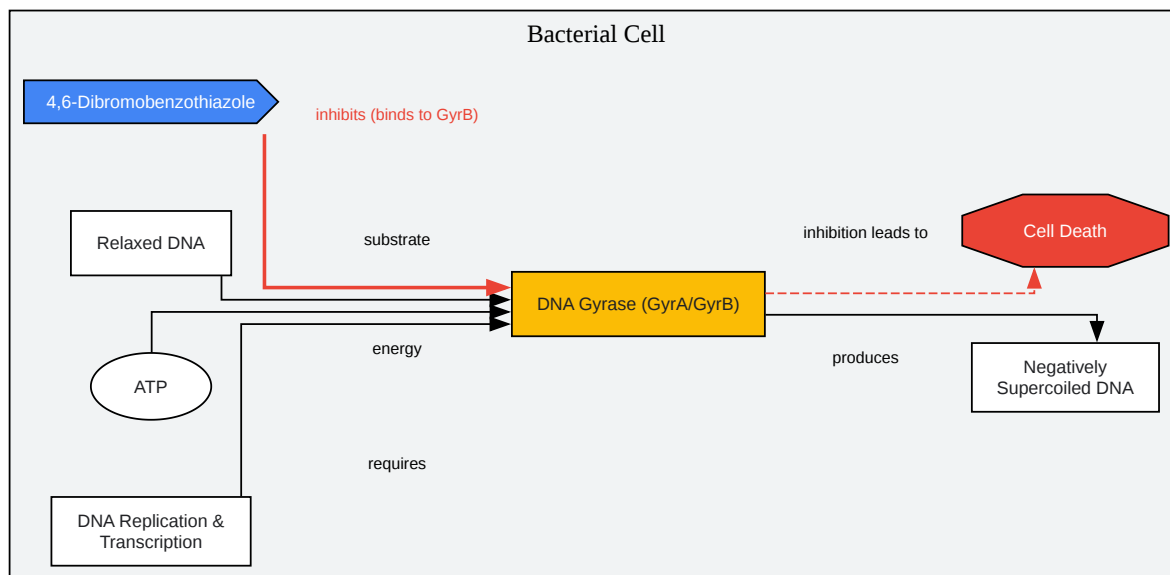 Bacterial Cell
4,6-Dibromobenzothiazole
inhibits (binds to GyrB)
Relaxed DNA
substrate
inhibition leads to
Cell Death
DNA Gyrase (GyrA/GyrB)
energy
produces
ATP
Negatively
Supercoiled DNA
requires
DNA Replication &
Transcription